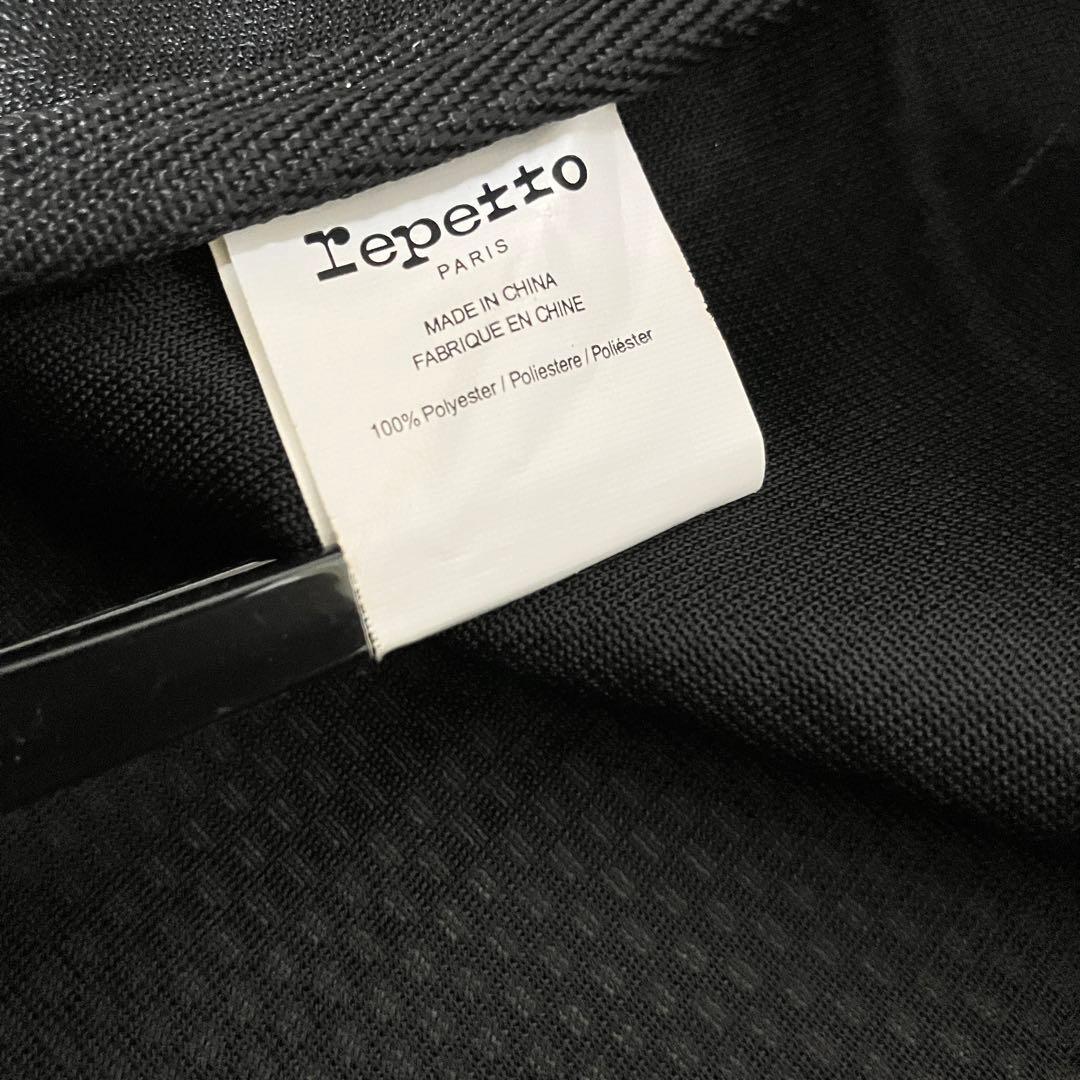 repetto
PARIS
MADE IN CHINA
FABRIQUE EN CHINE
100% Polyester / Poliestere / Poliéster